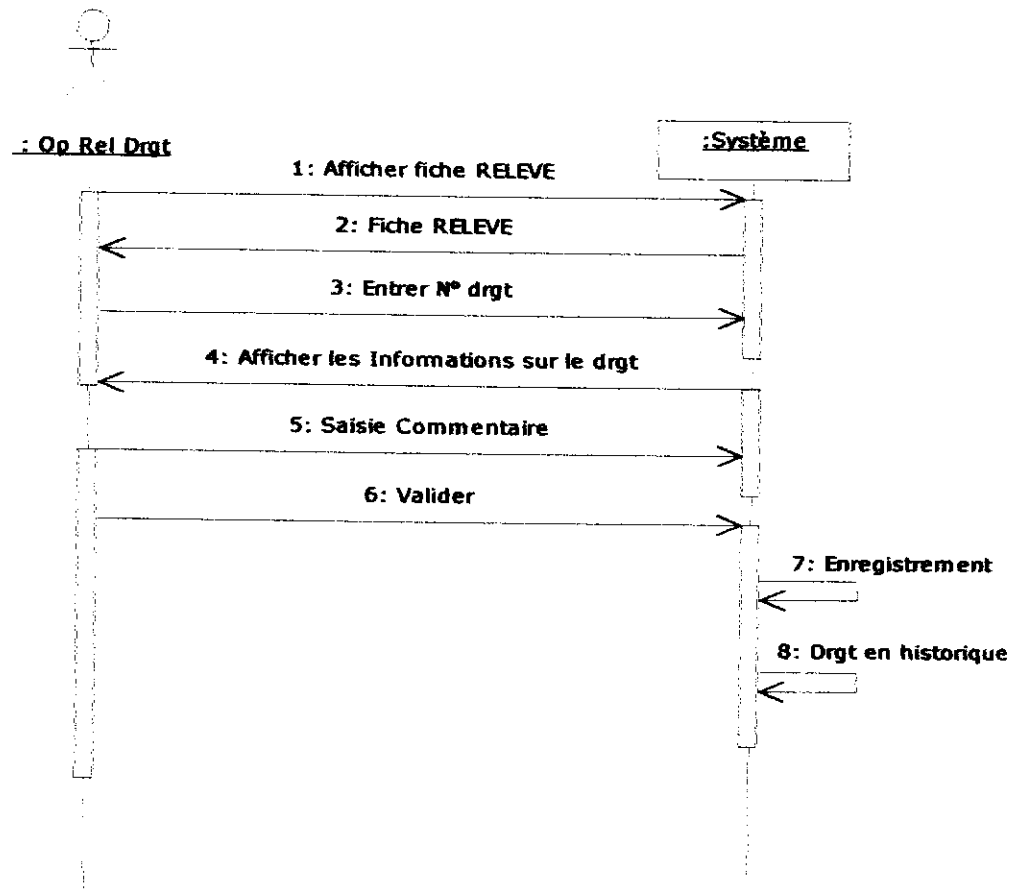 : Op Rel Drgt
:Système
1: Afficher fiche RELEVE
2: Fiche RELEVE
3: Entrer N° drgt
4: Afficher les Informations sur le drgt
5: Saisie Commentaire
6: Valider
7: Enregistrement
8: Drgt en historique